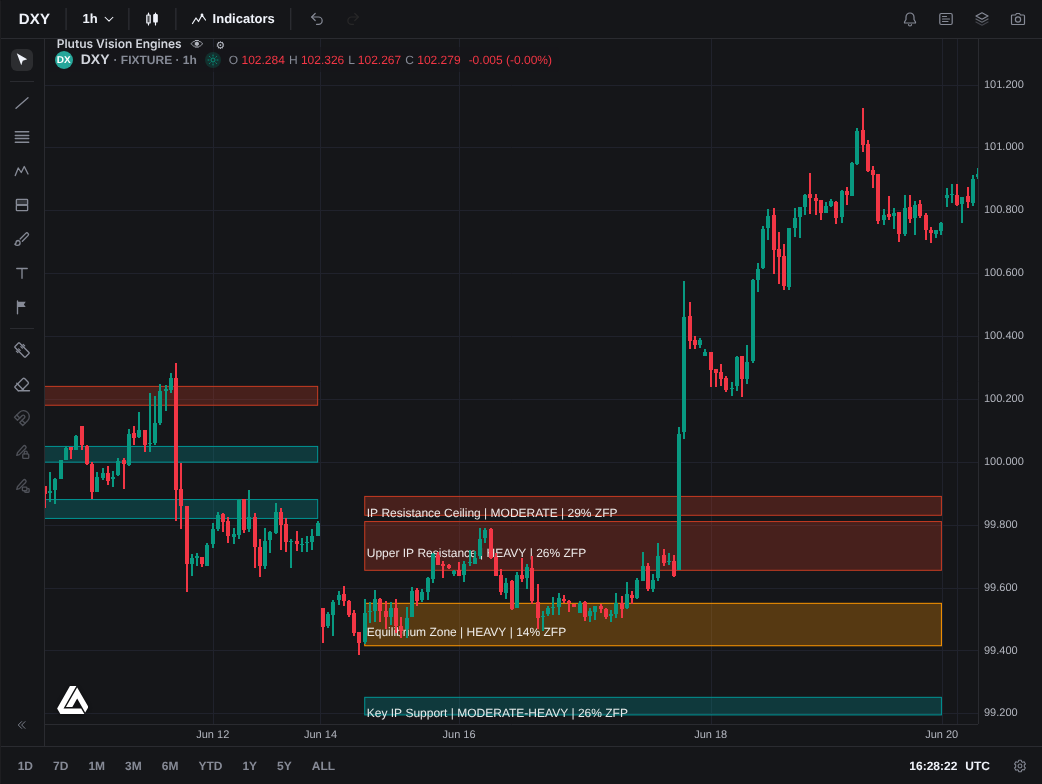 DXY 1h Indicators
Plutus Vision Engines
DX DXY · FIXTURE · 1h O 102.284 H 102.326 L 102.267 C 102.279 -0.005 (-0.00%)
101.200
101.000
100.800
100.600
100.400
100.200
100.000
99.800
99.600
99.400
99.200
IP Resistance Ceiling | MODERATE | 29% ZFP
Upper IP Resistance | HEAVY | 26% ZFP
Equilibrium Zone | HEAVY | 14% ZFP
Key IP Support | MODERATE-HEAVY | 26% ZFP
Jun 12 Jun 14 Jun 16 Jun 18 Jun 20
1D 7D 1M 3M 6M YTD 1Y 5Y ALL 16:28:22 UTC